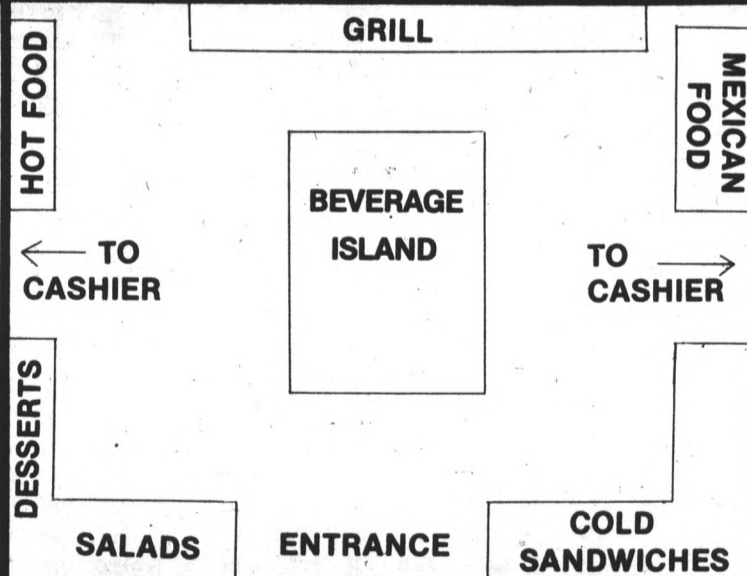 GRILL
HOT FOOD
MEXICAN
FOOD
BEVERAGE
ISLAND
TO
CASHIER
TO
CASHIER
DESSERTS
SALADS
ENTRANCE
COLD
SANDWICHES